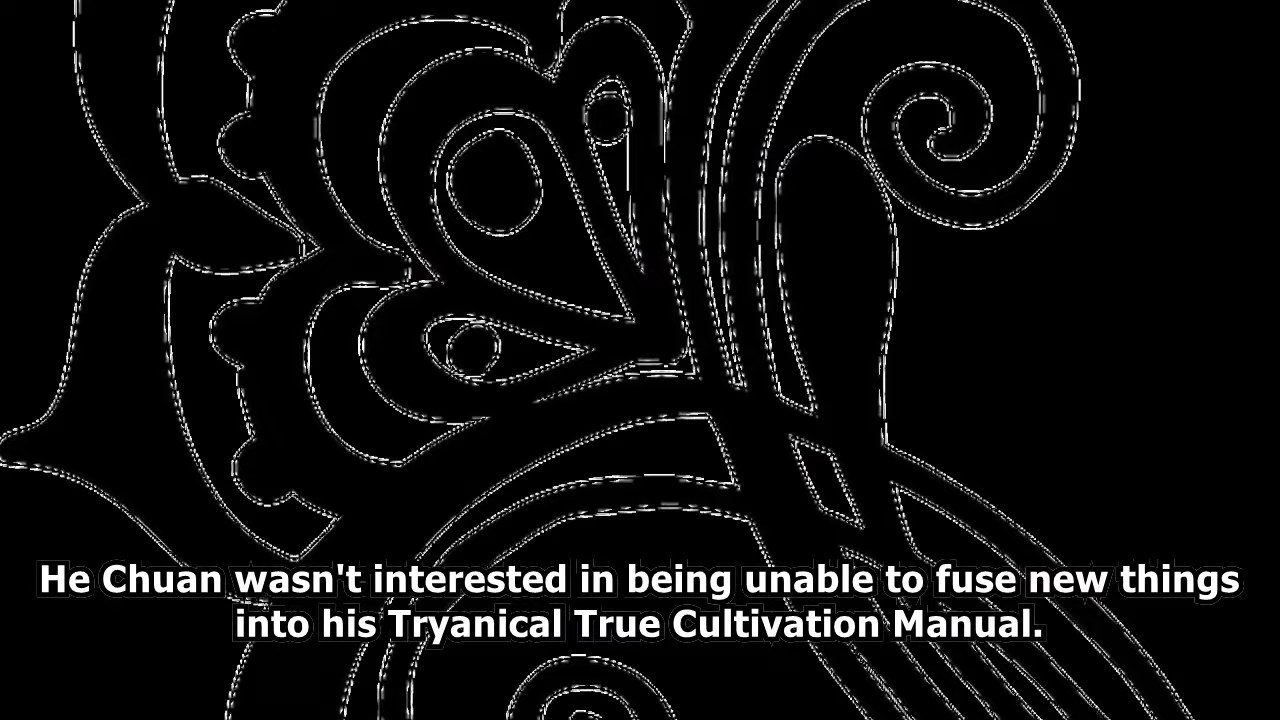 He Chuan wasn't interested in being unable to fuse new things
into his Tryanical True Cultivation Manual.